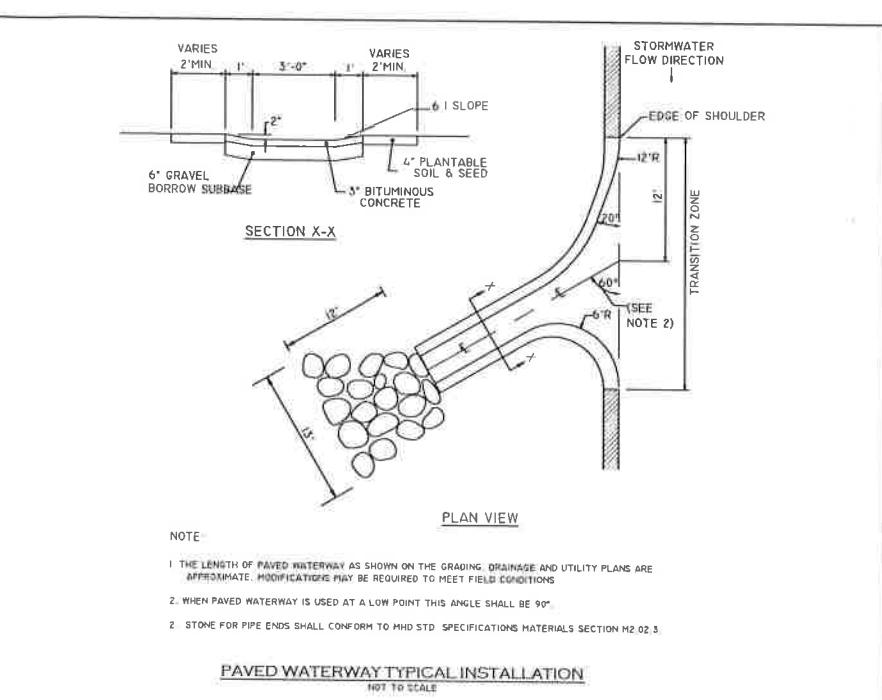 VARIES
2'MIN.
1'
3'-0"
1'
VARIES
2'MIN.
2"
6 1 SLOPE
6" GRAVEL
BORROW SUBBASE
4" PLANTABLE
SOIL & SEED
3" BITUMINOUS
CONCRETE
SECTION X-X
STORMWATER
FLOW DIRECTION
EDGE OF SHOULDER
12'R
12'
20°
TRANSITION ZONE
60°
(SEE
NOTE 2)
6'R
X
X
12'
13'
PLAN VIEW
NOTE
1 THE LENGTH OF PAVED WATERWAY AS SHOWN ON THE GRADING, DRAINAGE AND UTILITY PLANS ARE
APPROXIMATE. MODIFICATIONS MAY BE REQUIRED TO MEET FIELD CONDITIONS
2. WHEN PAVED WATERWAY IS USED AT A LOW POINT THIS ANGLE SHALL BE 90°.
2 STONE FOR PIPE ENDS SHALL CONFORM TO MHD STD SPECIFICATIONS MATERIALS SECTION M2.02.3.
PAVED WATERWAY TYPICAL INSTALLATION
NOT TO SCALE